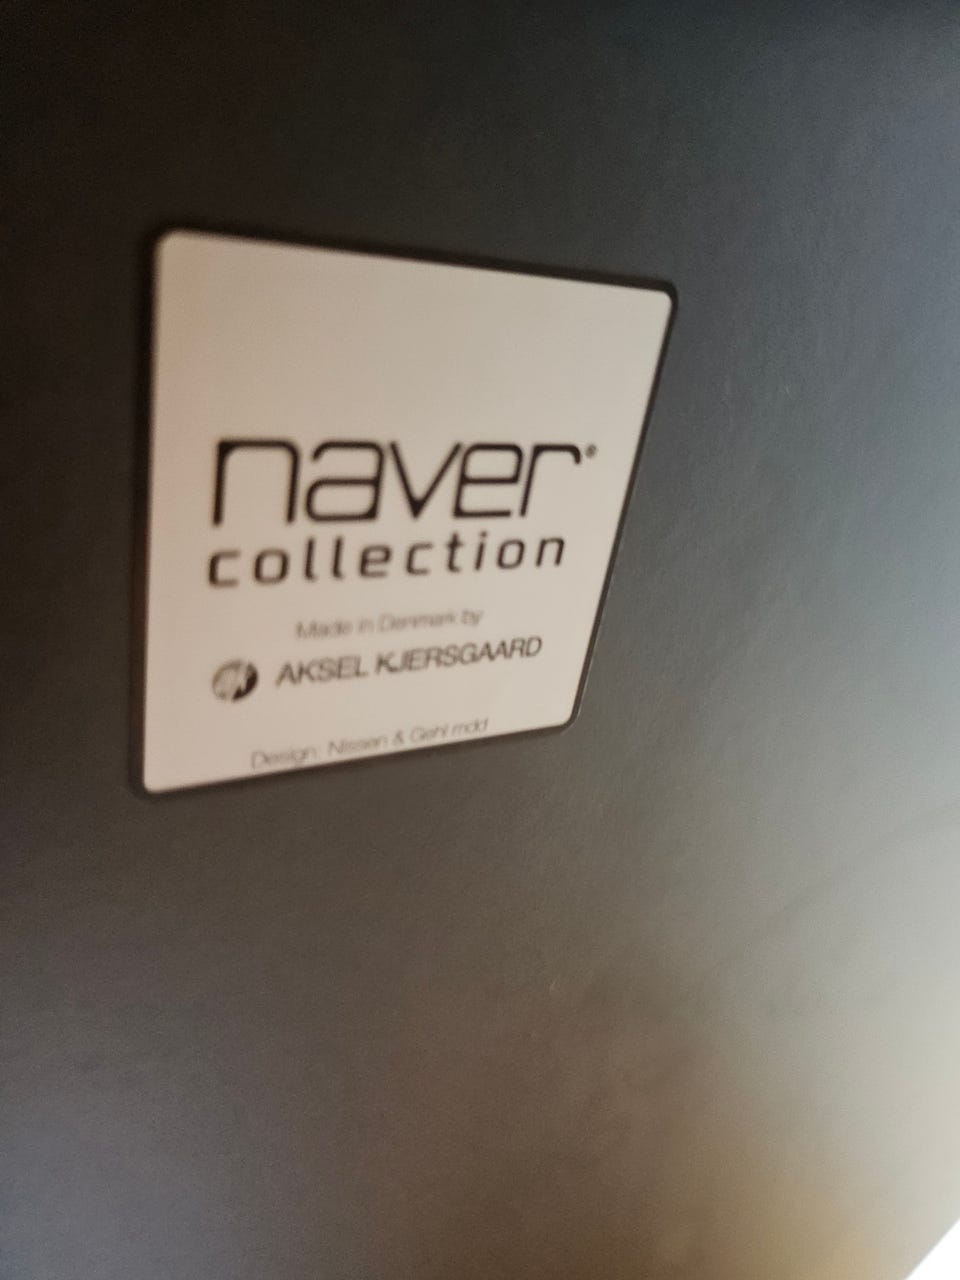 naver®
collection
Made in Denmark by
AKSEL KJERSGAARD
Design: Nissen & Gehl mdd